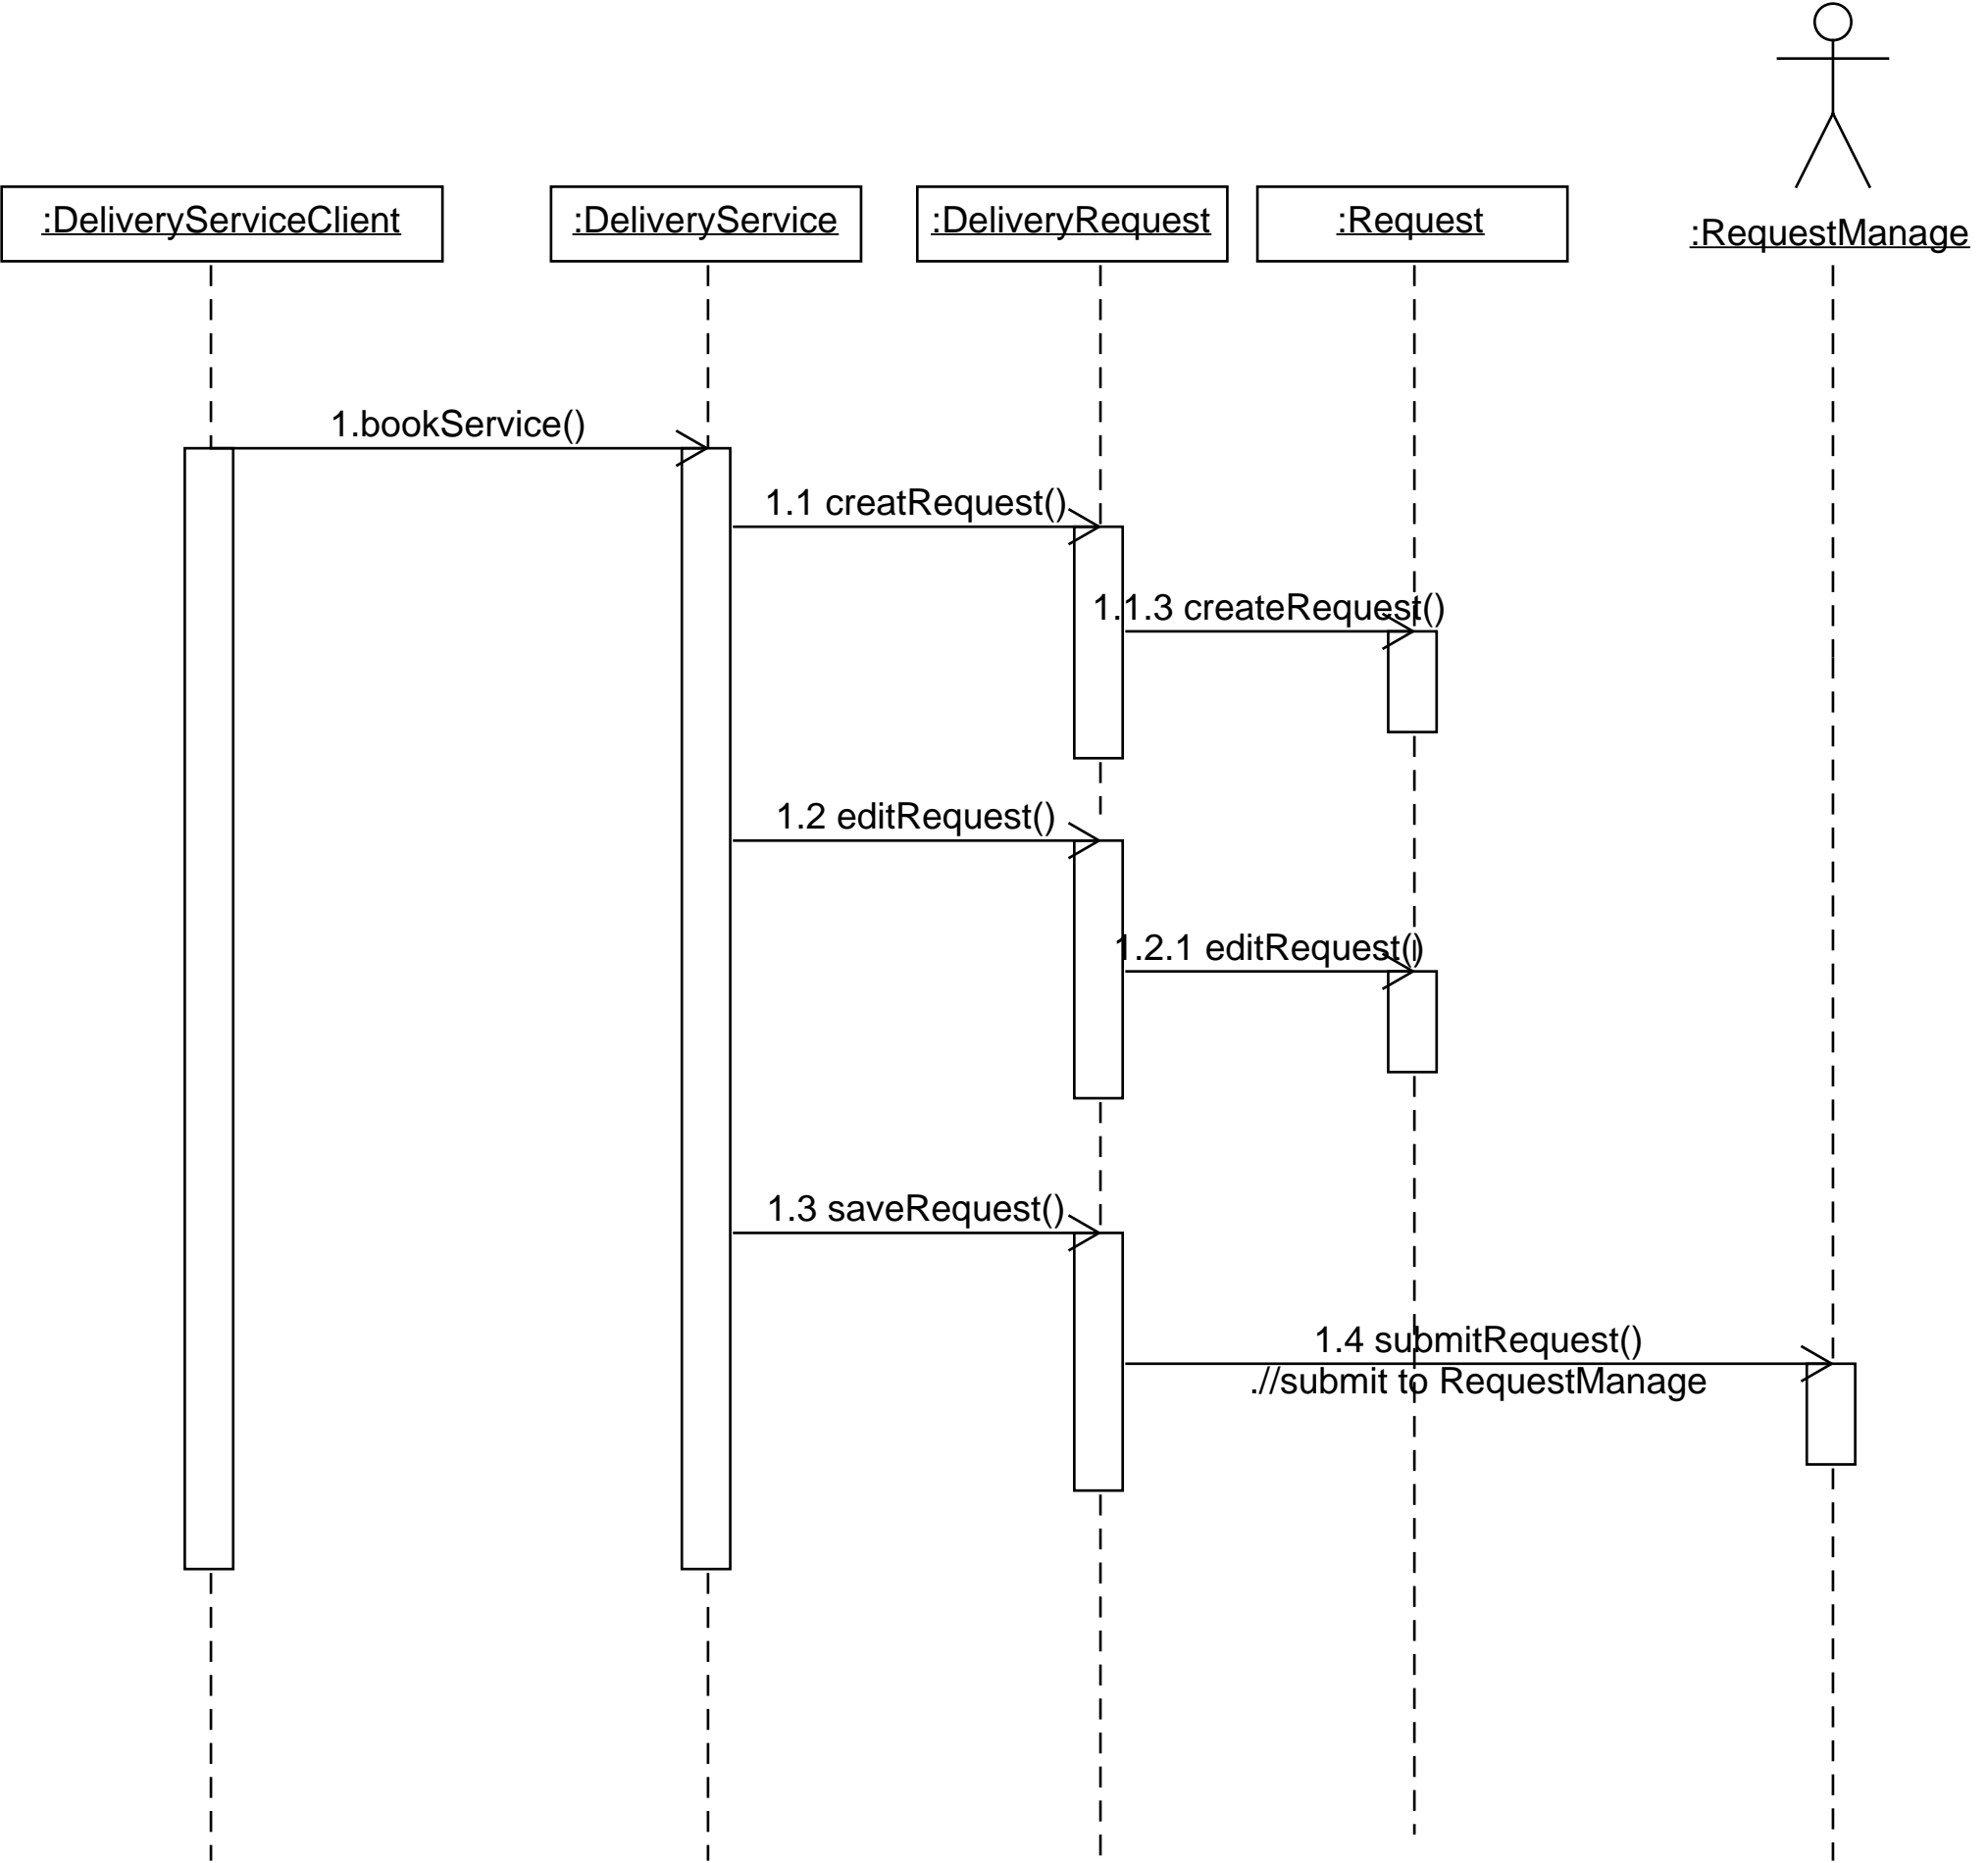 :DeliveryServiceClient
:DeliveryService
:DeliveryRequest
:Request
:RequestManage
1.bookService()
1.1 creatRequest()
1.1.3 createRequest()
1.2 editRequest()
1.2.1 editRequest()
1.3 saveRequest()
1.4 submitRequest()
.//submit to RequestManage